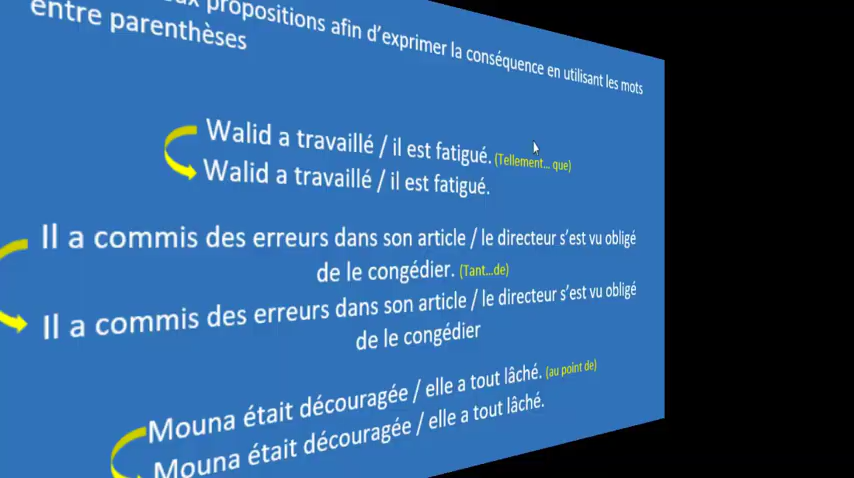 propositions afin d'exprimer la conséquence en utilisant les mots
entre parenthèses
Walid a travaillé / il est fatigué. (Tellement... que)
Walid a travaillé / il est fatigué.
Il a commis des erreurs dans son article / le directeur s'est vu obligé
de le congédier. (Tant...de)
Il a commis des erreurs dans son article / le directeur s'est vu obligé
de le congédier
Mouna était découragée / elle a tout lâché. (au point de)
Mouna était découragée / elle a tout lâché.